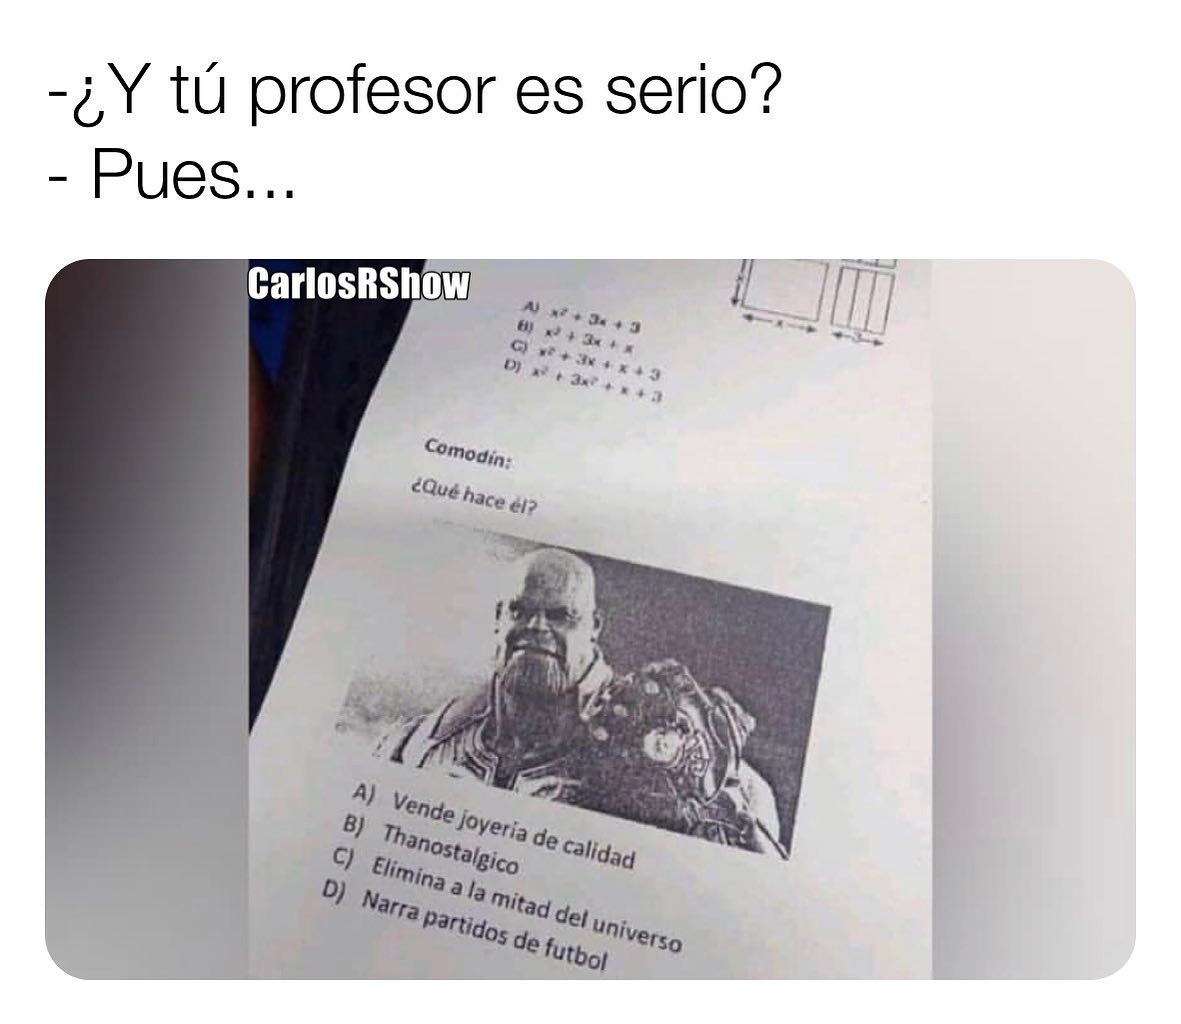 -¿Y tú profesor es serio?
- Pues...
CarlosRShow
A) x² + 3x + 3
B) x² + 3x + x
C) x² + 3x + x + 3
D) x² + 3x² + x + 3
x
3
Comodín:
¿Qué hace él?
A) Vende joyería de calidad
B) Thanostalgico
C) Elimina a la mitad del universo
D) Narra partidos de futbol